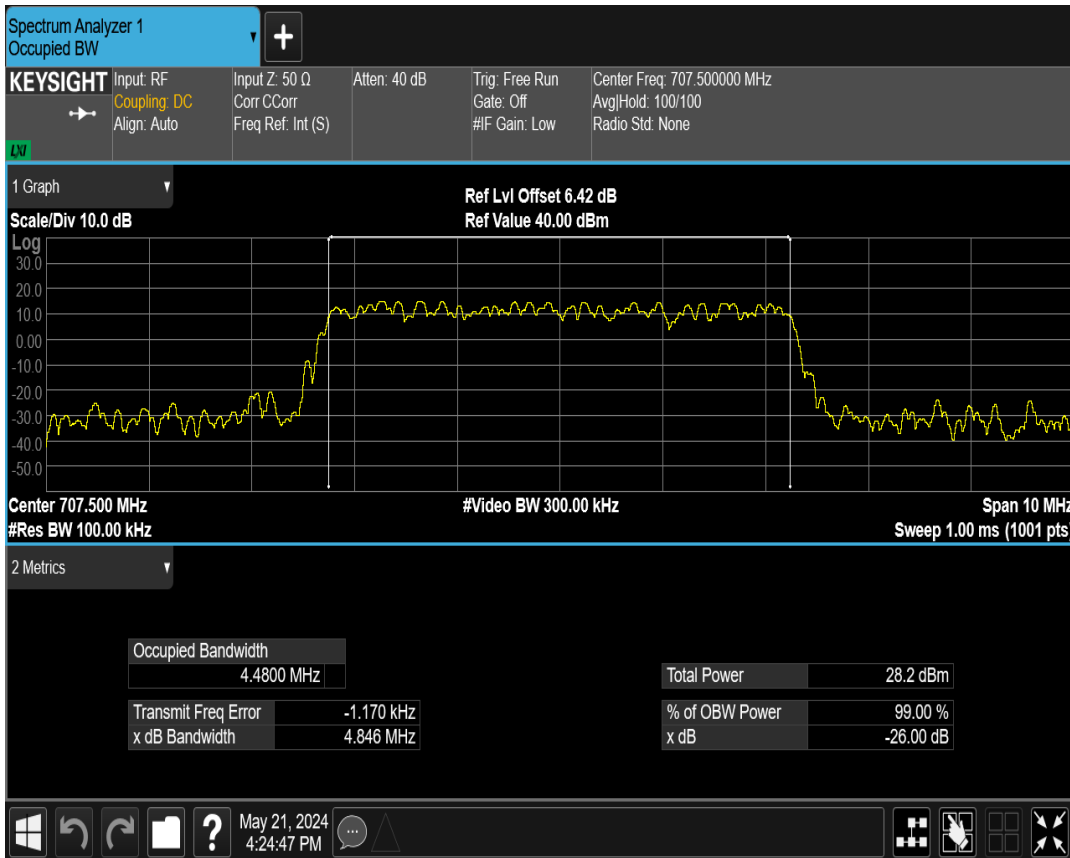 Spectrum Analyzer 1
Occupied BW
KEYSIGHT
LXI
Input: RF
Coupling: DC
Align: Auto
Input Z: 50 Ω
Corr CCorr
Freq Ref: Int (S)
Atten: 40 dB
Trig: Free Run
Gate: Off
#IF Gain: Low
Center Freq: 707.500000 MHz
Avg|Hold: 100/100
Radio Std: None
1 Graph
Scale/Div 10.0 dB
Ref Lvl Offset 6.42 dB
Ref Value 40.00 dBm
Log
30.0
20.0
10.0
0.00
-10.0
-20.0
-30.0
-40.0
-50.0
Center 707.500 MHz
#Video BW 300.00 kHz
Span 10 MHz
#Res BW 100.00 kHz
Sweep 1.00 ms (1001 pts)
2 Metrics
Occupied Bandwidth
4.4800 MHz
Transmit Freq Error -1.170 kHz
x dB Bandwidth 4.846 MHz
Total Power 28.2 dBm
% of OBW Power 99.00 %
x dB -26.00 dB
May 21, 2024
4:24:47 PM